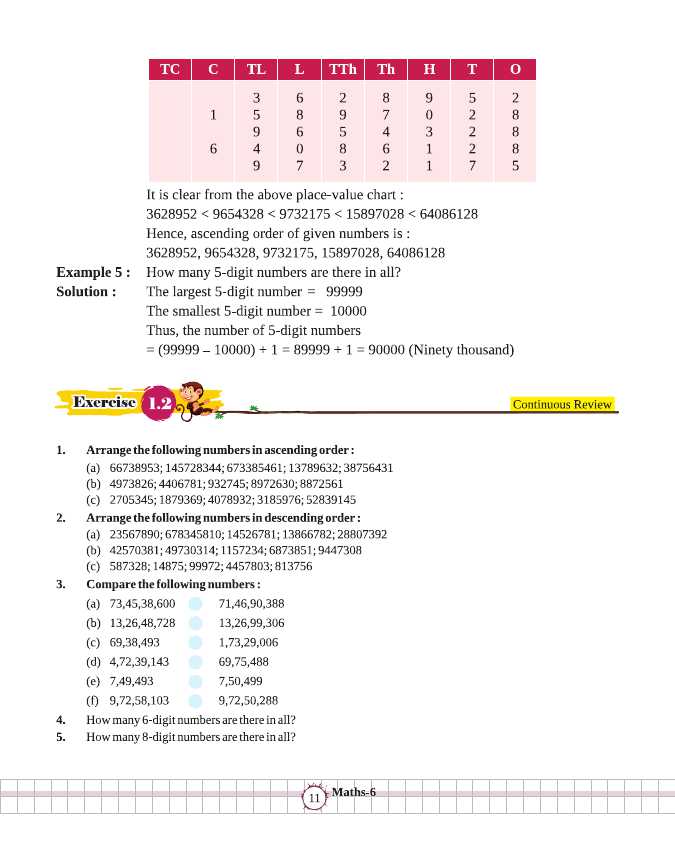 TC C TL L TTh Th H T O
3 6 2 8 9 5 2
1 5 8 9 7 0 2 8
9 6 5 4 3 2 8
6 4 0 8 6 1 2 8
9 7 3 2 1 7 5
It is clear from the above place-value chart :
3628952 < 9654328 < 9732175 < 15897028 < 64086128
Hence, ascending order of given numbers is :
3628952, 9654328, 9732175, 15897028, 64086128
Example 5 : How many 5-digit numbers are there in all?
Solution : The largest 5-digit number = 99999
The smallest 5-digit number = 10000
Thus, the number of 5-digit numbers
= (99999 – 10000) + 1 = 89999 + 1 = 90000 (Ninety thousand)
Exercise 1.2
Continuous Review
1. Arrange the following numbers in ascending order :
(a) 66738953; 145728344; 673385461; 13789632; 38756431
(b) 4973826; 4406781; 932745; 8972630; 8872561
(c) 2705345; 1879369; 4078932; 3185976; 52839145
2. Arrange the following numbers in descending order :
(a) 23567890; 678345810; 14526781; 13866782; 28807392
(b) 42570381; 49730314; 1157234; 6873851; 9447308
(c) 587328; 14875; 99972; 4457803; 813756
3. Compare the following numbers :
(a) 73,45,38,600 71,46,90,388
(b) 13,26,48,728 13,26,99,306
(c) 69,38,493 1,73,29,006
(d) 4,72,39,143 69,75,488
(e) 7,49,493 7,50,499
(f) 9,72,58,103 9,72,50,288
4. How many 6-digit numbers are there in all?
5. How many 8-digit numbers are there in all?
11 Maths-6